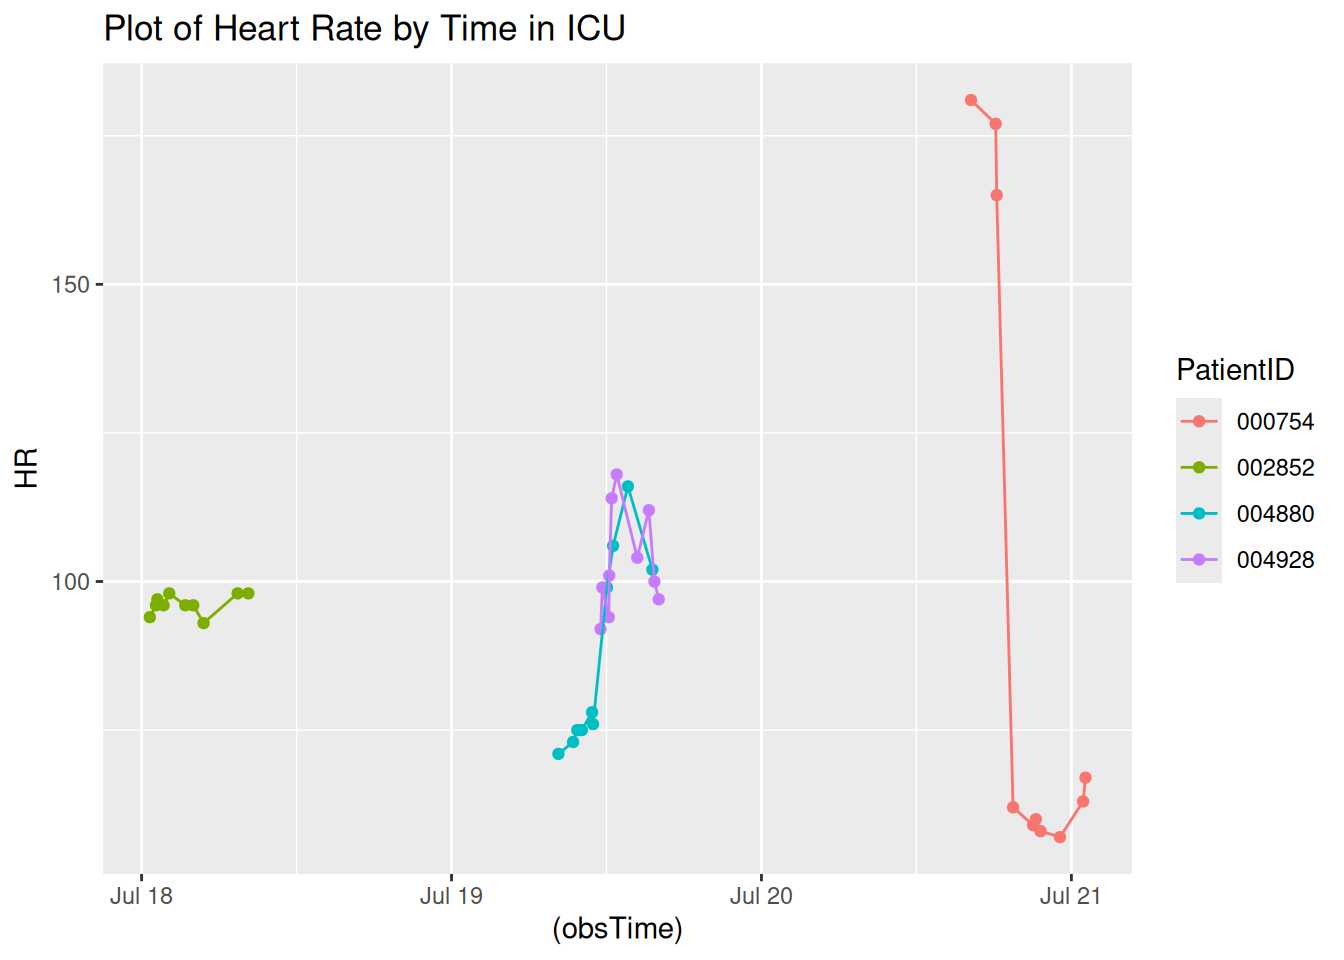 Plot of Heart Rate by Time in ICU
150
100
HR
Jul 18
Jul 19
Jul 20
Jul 21
(obsTime)
PatientID
000754
002852
004880
004928